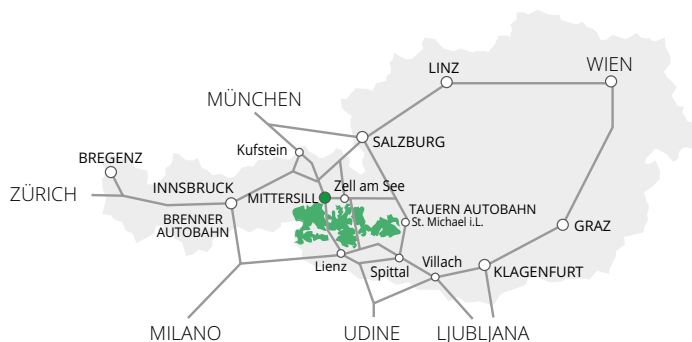 WIEN
LINZ
MÜNCHEN
SALZBURG
Kufstein
BREGENZ
ZÜRICH
INNSBRUCK
MITTERSILL
Zell am See
BRENNER
AUTOBAHN
TAUERN AUTOBAHN
St. Michael i.L.
GRAZ
Lienz
Spittal
Villach
KLAGENFURT
MILANO
UDINE
LJUBLJANA